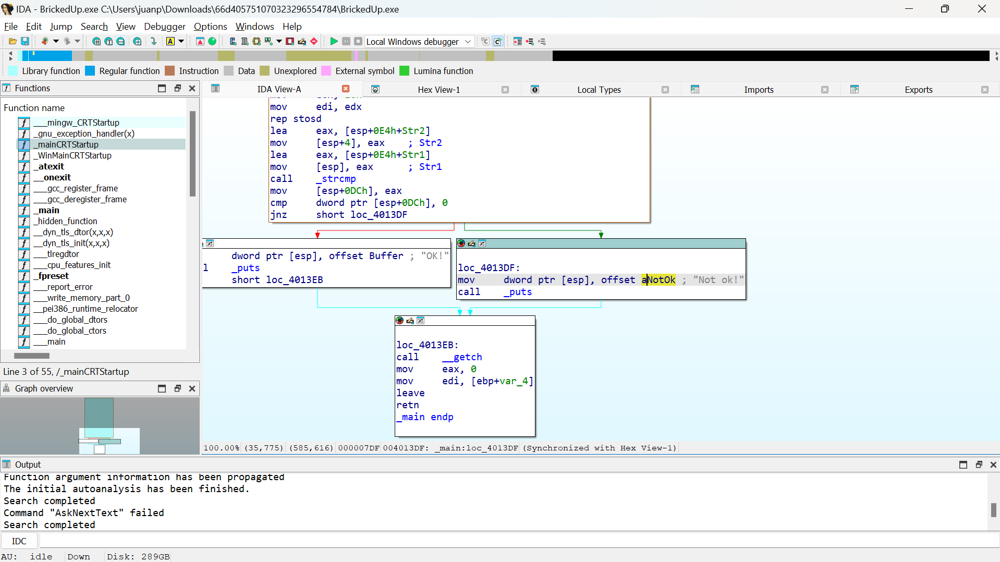 IDA - BrickedUp.exe C:\Users\juanp\Downloads\66d405751070323296554784\BrickedUp.exe
File Edit Jump Search View Debugger Options Windows Help
Local Windows debugger
Library function Regular function Instruction Data Unexplored External symbol Lumina function
Functions
Function name
___mingw_CRTStartup
_gnu_exception_handler(x)
_mainCRTStartup
_WinMainCRTStartup
_atexit
__onexit
___gcc_register_frame
___gcc_deregister_frame
_main
_hidden_function
__dyn_tls_dtor(x,x,x)
__dyn_tls_init(x,x,x)
___tlregdtor
___cpu_features_init
_fpreset
___report_error
___write_memory_part_0
__pei386_runtime_relocator
___do_global_dtors
___do_global_ctors
___main
Line 3 of 55, /_mainCRTStartup
Graph overview
IDA View-A Hex View-1 Local Types Imports Exports
mov edi, edx
rep stosd
lea eax, [esp+0E4h+Str2]
mov [esp+4], eax ; Str2
lea eax, [esp+0E4h+Str1]
mov [esp], eax ; Str1
call _strcmp
mov [esp+0DCh], eax
cmp dword ptr [esp+0DCh], 0
jnz short loc_4013DF
dword ptr [esp], offset Buffer ; "OK!"
l _puts
short loc_4013EB
loc_4013DF:
mov dword ptr [esp], offset aNotOk ; "Not ok!"
call _puts
loc_4013EB:
call __getch
mov eax, 0
mov edi, [ebp+var_4]
leave
retn
_main endp
100.00% (35,775) (585,616) 000007DF 004013DF: _main:loc_4013DF (Synchronized with Hex View-1)
Output
Function argument information has been propagated
The initial autoanalysis has been finished.
Search completed
Command "AskNextText" failed
Search completed
IDC
AU: idle Down Disk: 289GB